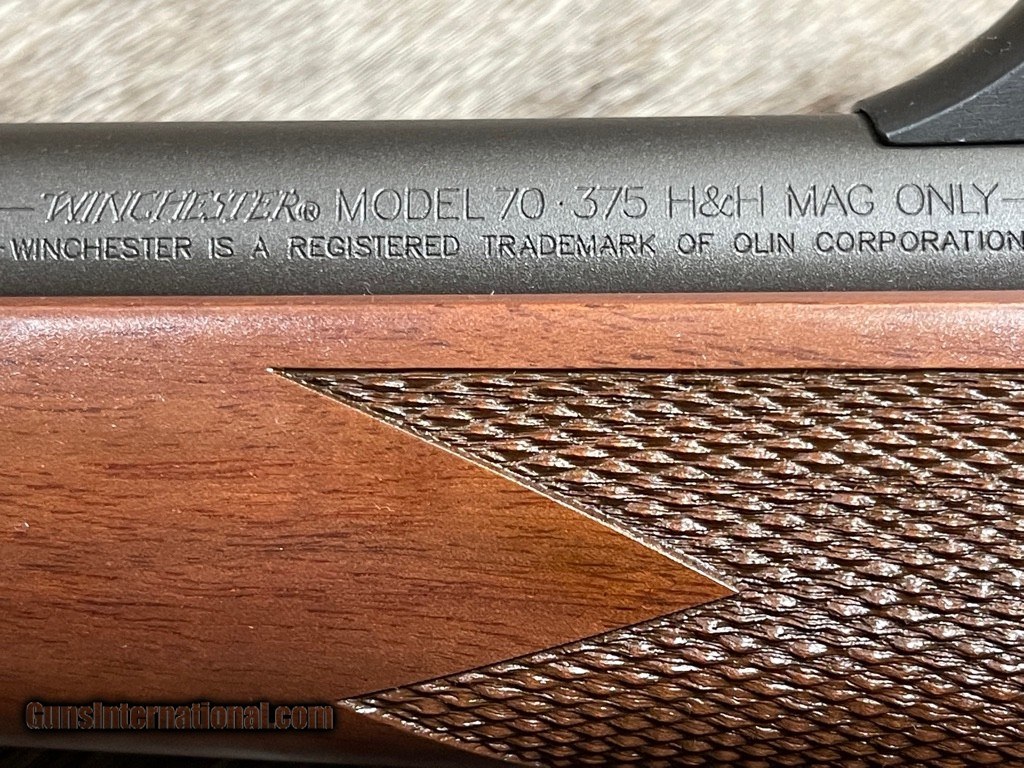 — WINCHESTER® MODEL 70 · 375 H&H MAG ONLY —
- WINCHESTER IS A REGISTERED TRADEMARK OF OLIN CORPORATION
GunsInternational.com